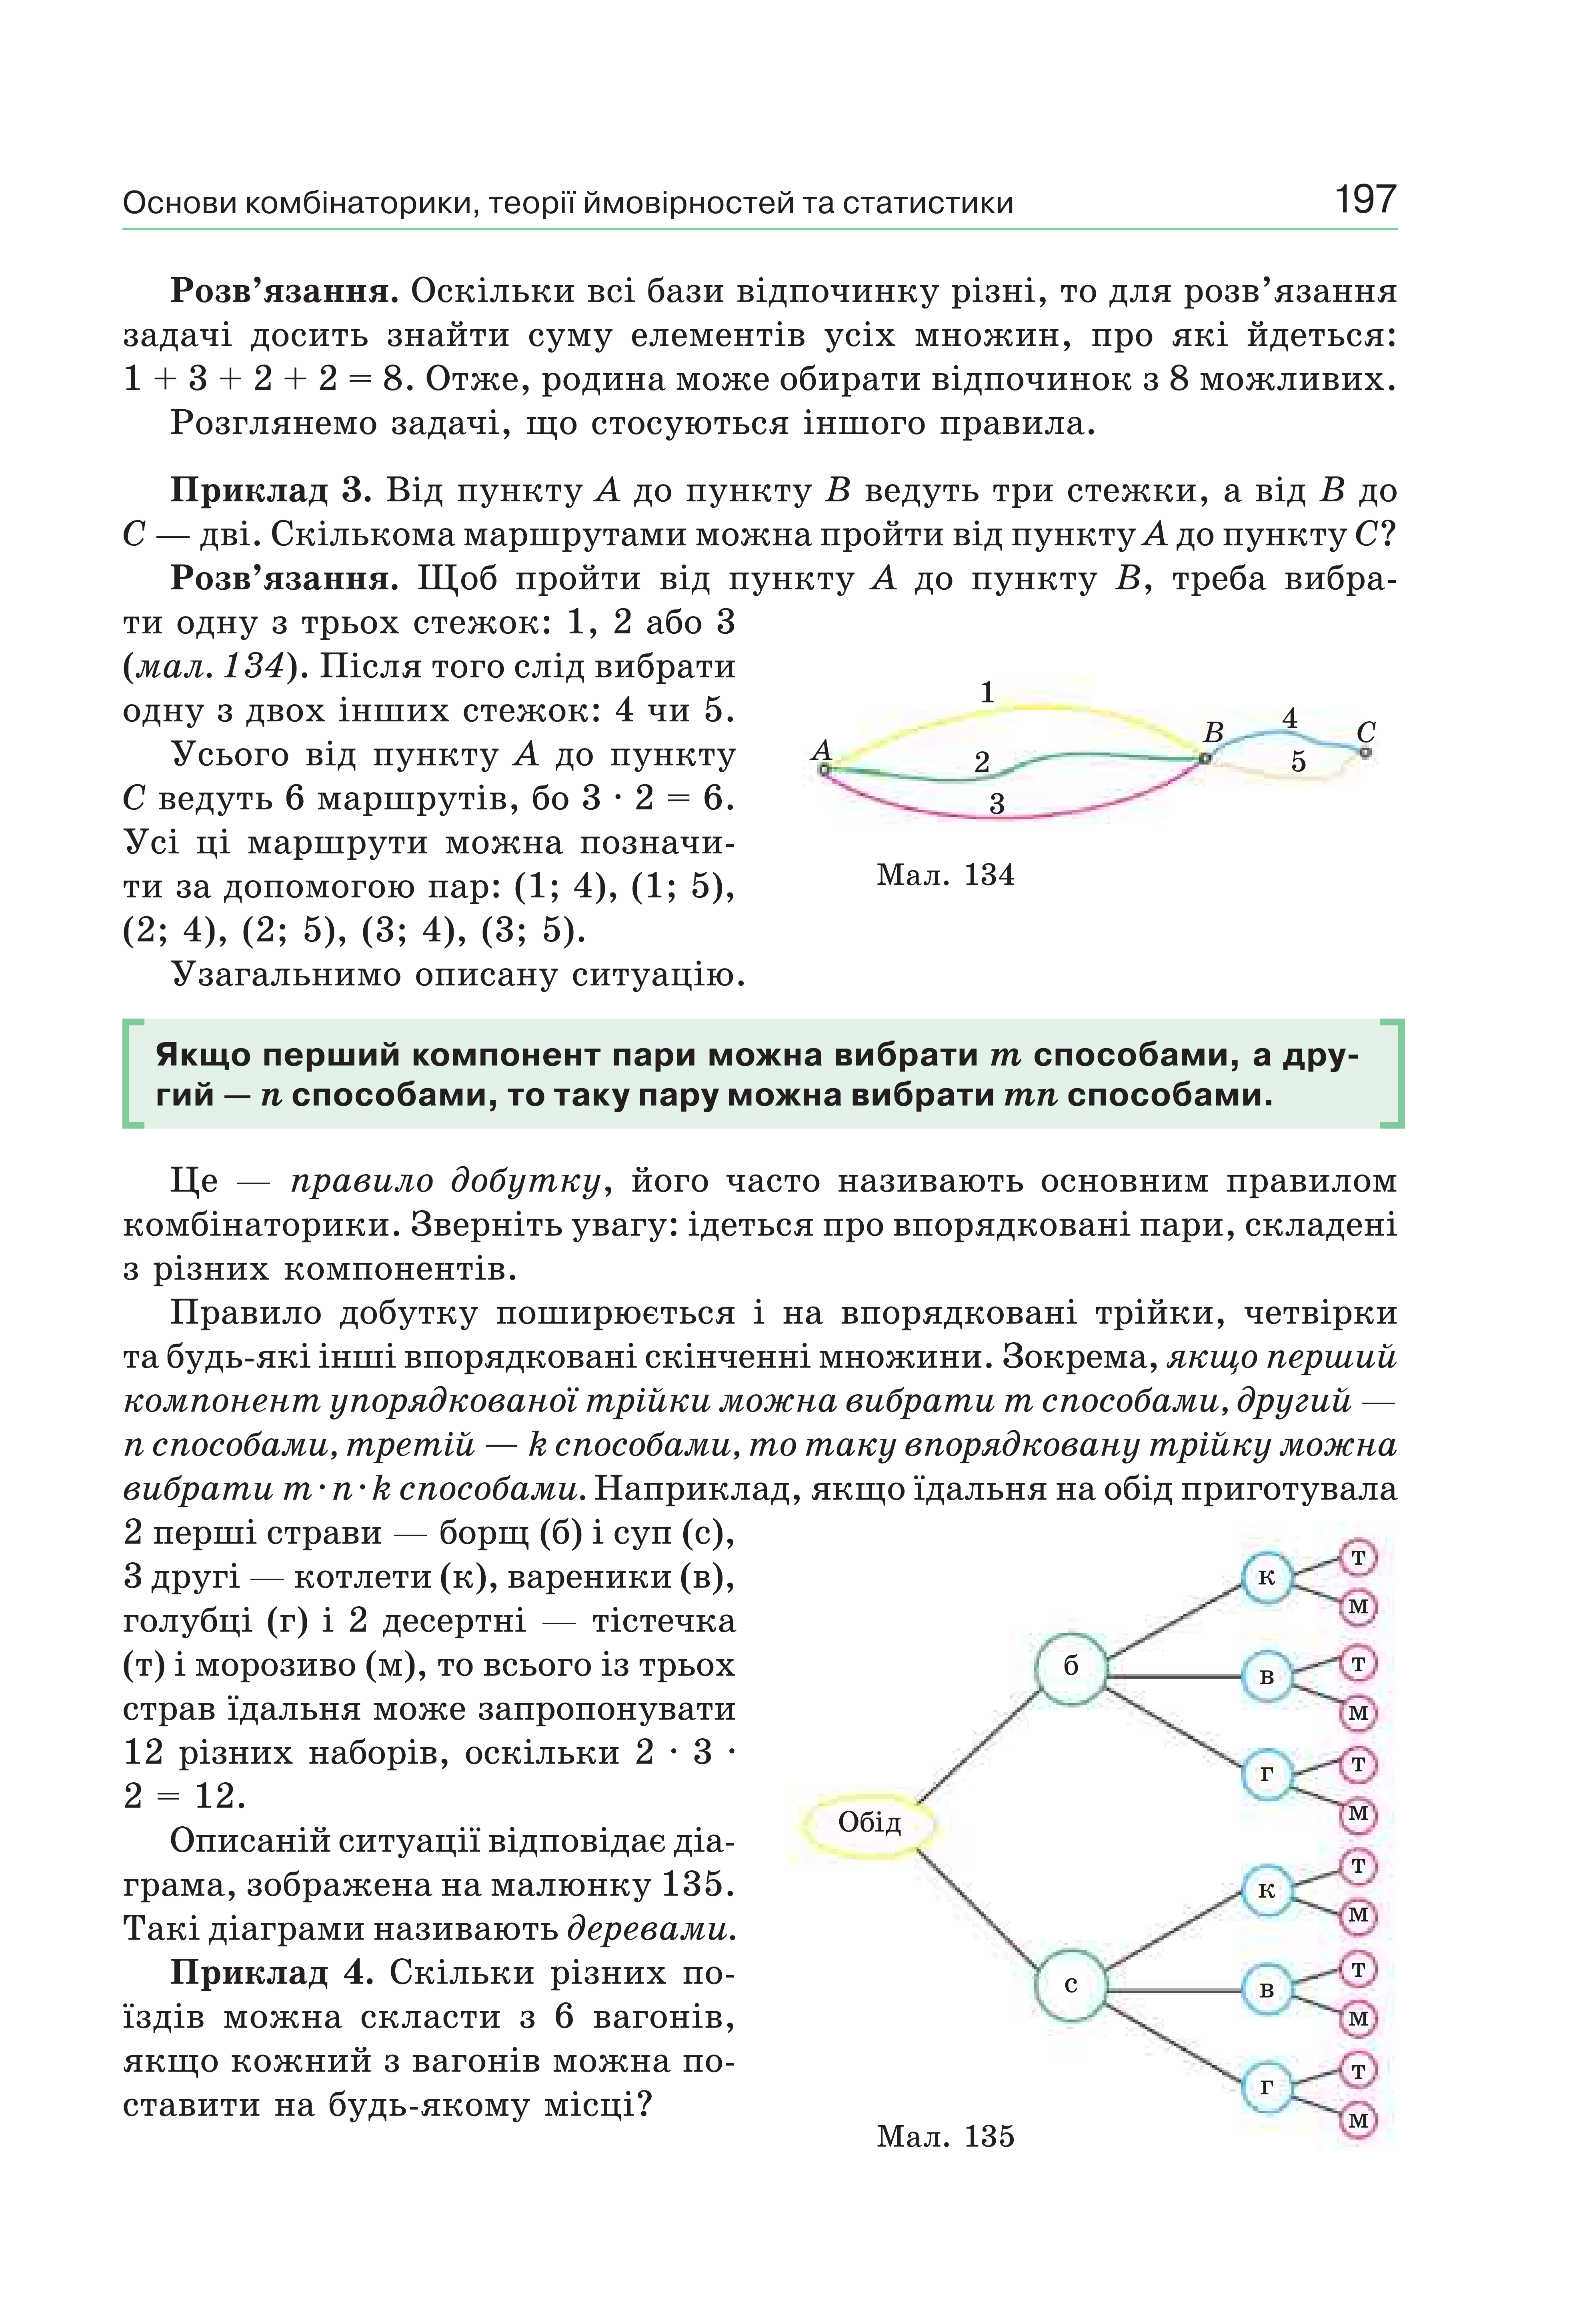 Основи комбінаторики, теорії ймовірностей та статистики 197
Розв’язання. Оскільки всі бази відпочинку різні, то для розв’язання
задачі досить знайти суму елементів усіх множин, про які йдеться:
1 + 3 + 2 + 2 = 8. Отже, родина може обирати відпочинок з 8 можливих.
Розглянемо задачі, що стосуються іншого правила.
Приклад 3. Від пункту A до пункту B ведуть три стежки, а від B до
C — дві. Скількома маршрутами можна пройти від пункту A до пункту C?
Розв’язання. Щоб пройти від пункту A до пункту B, треба вибра-
ти одну з трьох стежок: 1, 2 або 3
(мал. 134). Після того слід вибрати
одну з двох інших стежок: 4 чи 5.
Усього від пункту A до пункту
C ведуть 6 маршрутів, бо 3 · 2 = 6.
Усі ці маршрути можна позначи-
ти за допомогою пар: (1; 4), (1; 5),
(2; 4), (2; 5), (3; 4), (3; 5).
Узагальнимо описану ситуацію.
1
A
2
3
B
4
5
C
Мал. 134
Якщо перший компонент пари можна вибрати m способами, а дру-
гий — n способами, то таку пару можна вибрати mn способами.
Це — правило добутку, його часто називають основним правилом
комбінаторики. Зверніть увагу: ідеться про впорядковані пари, складені
з різних компонентів.
Правило добутку поширюється і на впорядковані трійки, четвірки
та будь-які інші впорядковані скінченні множини. Зокрема, якщо перший
компонент упорядкованої трійки можна вибрати m способами, другий —
n способами, третій — k способами, то таку впорядковану трійку можна
вибрати m · n · k способами. Наприклад, якщо їдальня на обід приготувала
2 перші страви — борщ (б) і суп (с),
3 другі — котлети (к), вареники (в),
голубці (г) і 2 десертні — тістечка
(т) і морозиво (м), то всього із трьох
страв їдальня може запропонувати
12 різних наборів, оскільки 2 · 3 ·
2 = 12.
Описаній ситуації відповідає діа-
грама, зображена на малюнку 135.
Такі діаграми називають деревами.
Приклад 4. Скільки різних по-
їздів можна скласти з 6 вагонів,
якщо кожний з вагонів можна по-
ставити на будь-якому місці?
Обід
б
к
т
м
в
т
м
г
т
м
с
к
т
м
в
т
м
г
т
м
Мал. 135